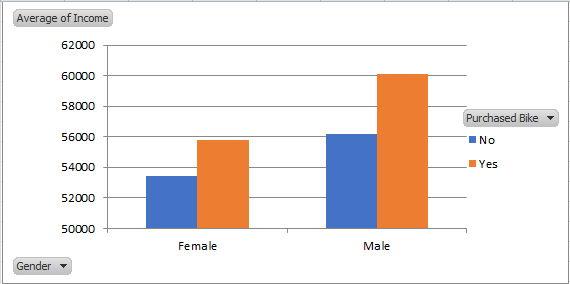 Average of Income
62000
60000
58000
56000
54000
52000
50000
Female
Male
Purchased Bike
No
Yes
Gender